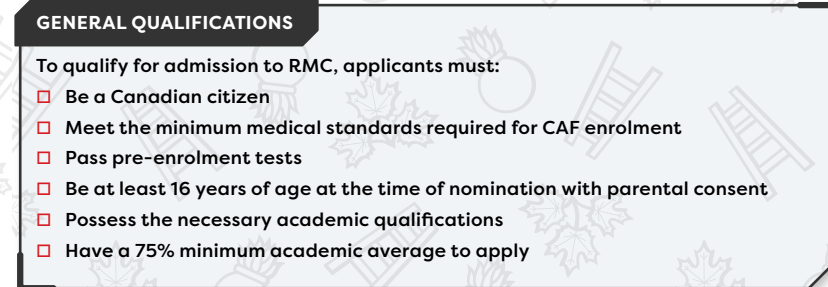 GENERAL QUALIFICATIONS
To qualify for admission to RMC, applicants must:
Be a Canadian citizen
Meet the minimum medical standards required for CAF enrolment
Pass pre-enrolment tests
Be at least 16 years of age at the time of nomination with parental consent
Possess the necessary academic qualifications
Have a 75% minimum academic average to apply